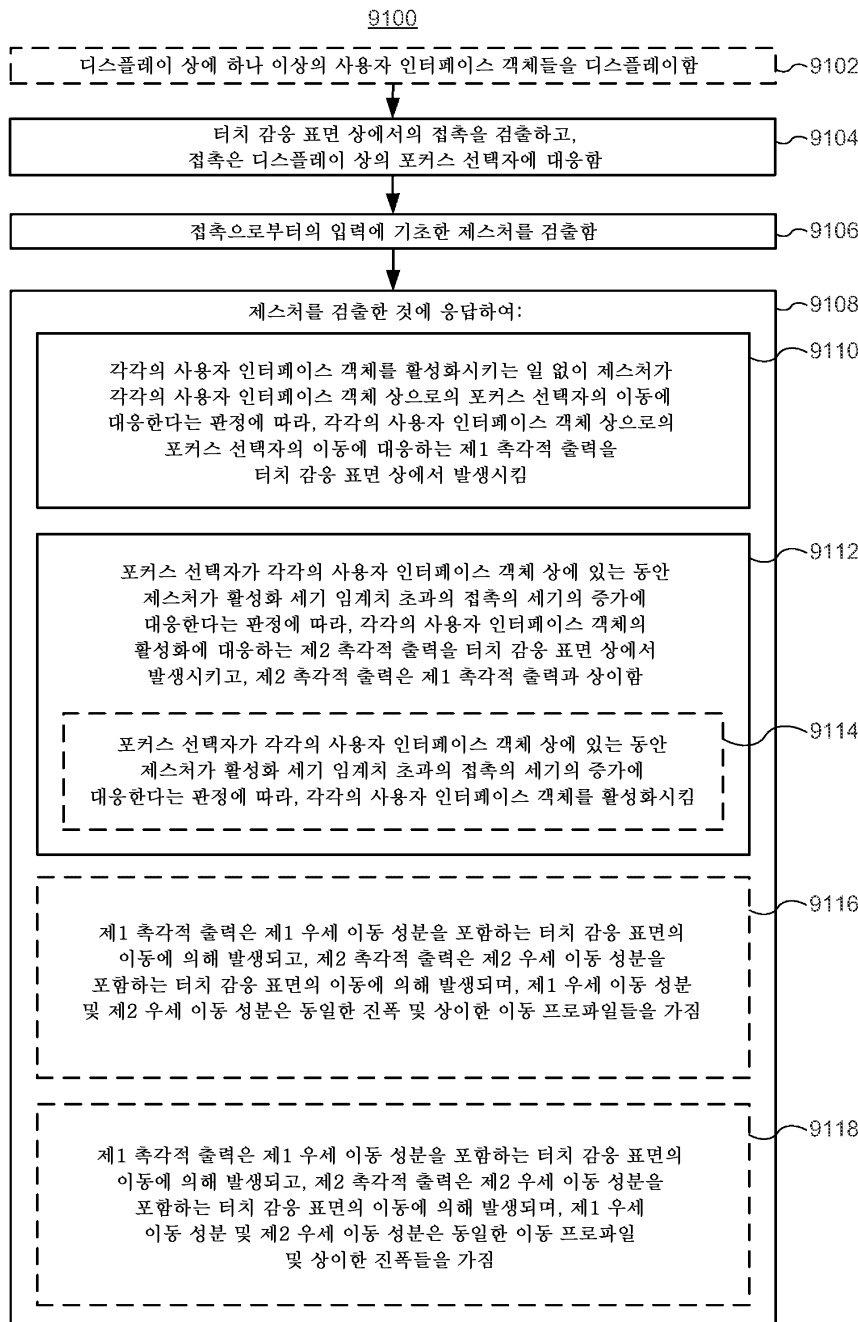 9100
디스플레이 상에 하나 이상의 사용자 인터페이스 객체들을 디스플레이함
9102
터치 감응 표면 상에서의 접촉을 검출하고,
접촉은 디스플레이 상의 포커스 선택자에 대응함
9104
접촉으로부터의 입력에 기초한 제스처를 검출함
9106
제스처를 검출한 것에 응답하여:
9108
각각의 사용자 인터페이스 객체를 활성화시키는 일 없이 제스처가
각각의 사용자 인터페이스 객체 상으로의 포커스 선택자의 이동에
대응한다는 판정에 따라, 각각의 사용자 인터페이스 객체 상으로의
포커스 선택자의 이동에 대응하는 제1 촉각적 출력을
터치 감응 표면 상에서 발생시킴
9110
포커스 선택자가 각각의 사용자 인터페이스 객체 상에 있는 동안
제스처가 활성화 세기 임계치 초과의 접촉의 세기의 증가에
대응한다는 판정에 따라, 각각의 사용자 인터페이스 객체의
활성화에 대응하는 제2 촉각적 출력을 터치 감응 표면 상에서
발생시키고, 제2 촉각적 출력은 제1 촉각적 출력과 상이함
9112
포커스 선택자가 각각의 사용자 인터페이스 객체 상에 있는 동안
제스처가 활성화 세기 임계치 초과의 접촉의 세기의 증가에
대응한다는 판정에 따라, 각각의 사용자 인터페이스 객체를 활성화시킴
9114
제1 촉각적 출력은 제1 우세 이동 성분을 포함하는 터치 감응 표면의
이동에 의해 발생되고, 제2 촉각적 출력은 제2 우세 이동 성분을
포함하는 터치 감응 표면의 이동에 의해 발생되며, 제1 우세 이동 성분
및 제2 우세 이동 성분은 동일한 진폭 및 상이한 이동 프로파일들을 가짐
9116
제1 촉각적 출력은 제1 우세 이동 성분을 포함하는 터치 감응 표면의
이동에 의해 발생되고, 제2 촉각적 출력은 제2 우세 이동 성분을
포함하는 터치 감응 표면의 이동에 의해 발생되며, 제1 우세
이동 성분 및 제2 우세 이동 성분은 동일한 이동 프로파일
및 상이한 진폭들을 가짐
9118